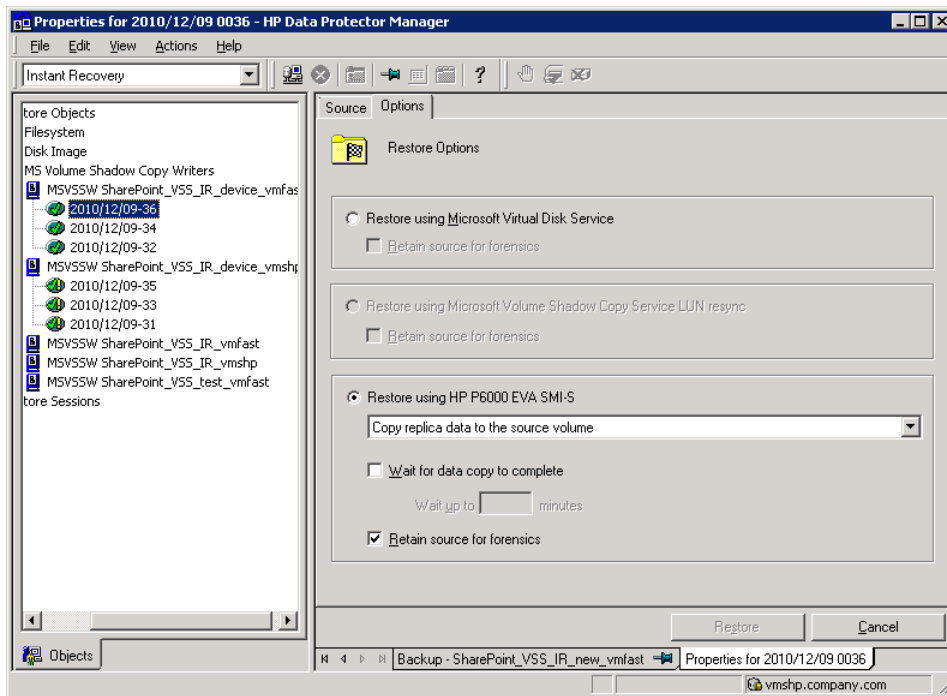 Properties for 2010/12/09 0036 - HP Data Protector Manager
File Edit View Actions Help
Instant Recovery
tore Objects
Filesystem
Disk Image
MS Volume Shadow Copy Writers
MSVSSW SharePoint_VSS_IR_device_vmfas
2010/12/09-36
2010/12/09-34
2010/12/09-32
MSVSSW SharePoint_VSS_IR_device_vmshp
2010/12/09-35
2010/12/09-33
2010/12/09-31
MSVSSW SharePoint_VSS_IR_vmfast
MSVSSW SharePoint_VSS_IR_vmshp
MSVSSW SharePoint_VSS_test_vmfast
tore Sessions
Objects
Source Options
Restore Options
Restore using Microsoft Virtual Disk Service
Retain source for forensics
Restore using Microsoft Volume Shadow Copy Service LUN resync
Retain source for forensics
Restore using HP P6000 EVA SMI-S
Copy replica data to the source volume
Wait for data copy to complete
Wait up to minutes
Retain source for forensics
Restore Cancel
Backup - SharePoint_VSS_IR_new_vmfast Properties for 2010/12/09 0036
vmshp.company.com